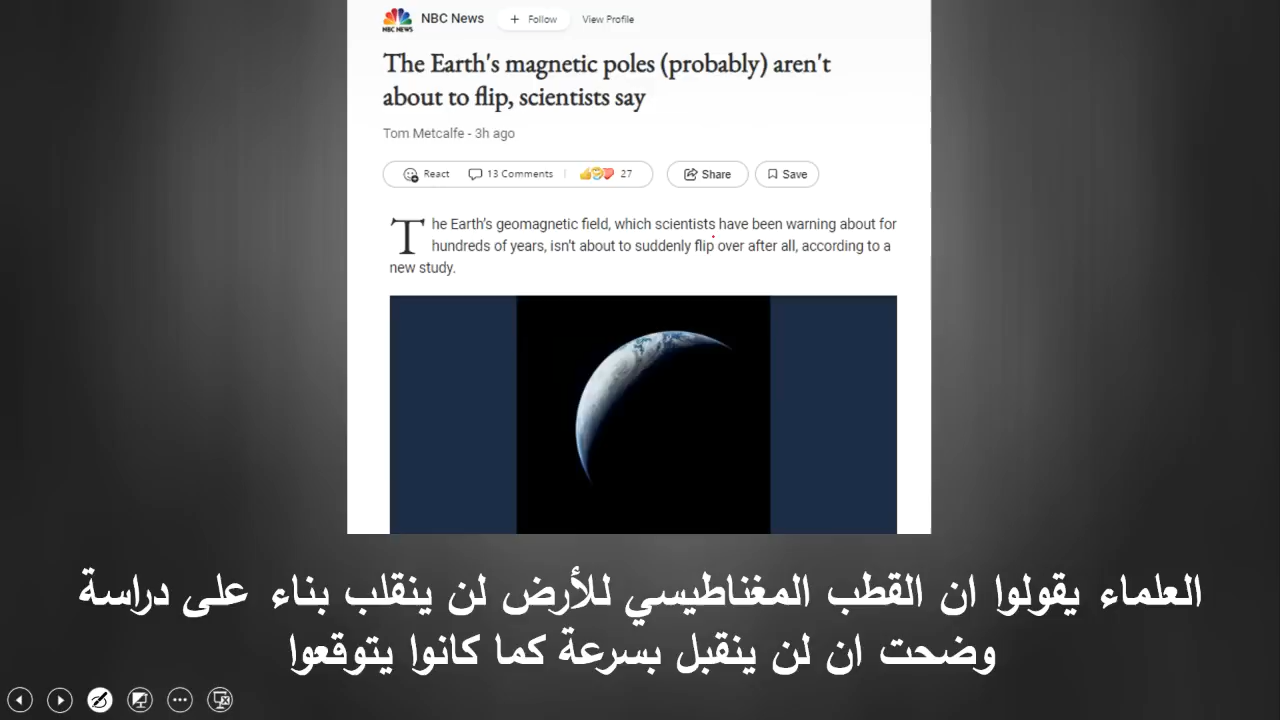 NBC News
+ Follow
View Profile
NBC NEWS
The Earth's magnetic poles (probably) aren't
about to flip, scientists say
Tom Metcalfe - 3h ago
React
13 Comments
27
Share
Save
The Earth's geomagnetic field, which scientists have been warning about for
hundreds of years, isn't about to suddenly flip over after all, according to a
new study.
العلماء يقولوا ان القطب المغناطيسي للأرض لن ينقلب بناء على دراسة
وضحت ان لن ينقبل بسرعة كما كانوا يتوقعوا